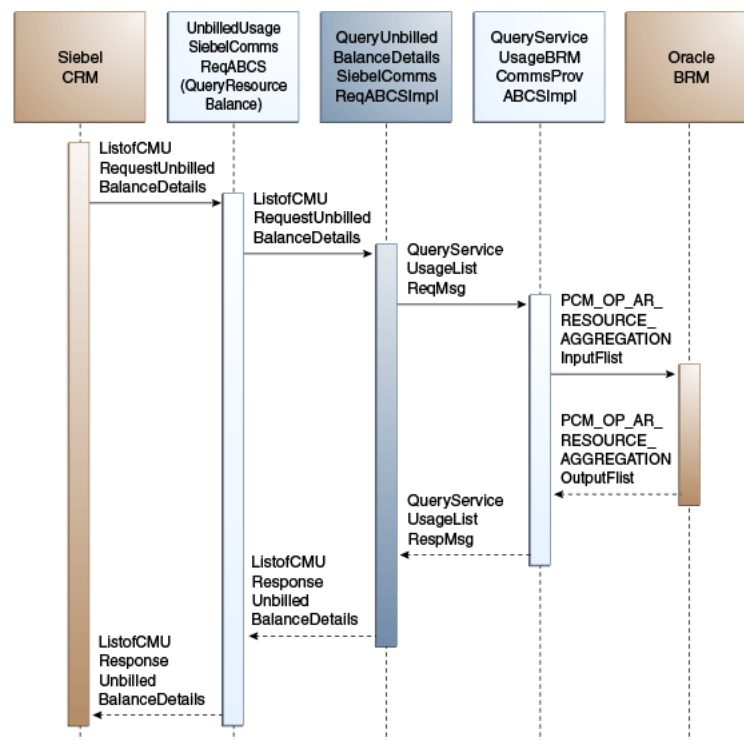 Siebel
CRM
UnbilledUsage
SiebelComms
ReqABCS
(QueryResource
Balance)
QueryUnbilled
BalanceDetails
SiebelComms
ReqABCSImpl
QueryService
UsageBRM
CommsProv
ABCSImpl
Oracle
BRM
ListofCMU
RequestUnbilled
BalanceDetails
ListofCMU
RequestUnbilled
BalanceDetails
QueryService
UsageList
ReqMsg
PCM_OP_AR_
RESOURCE_
AGGREGATION
InputFlist
PCM_OP_AR_
RESOURCE_
AGGREGATION
OutputFlist
QueryService
UsageList
RespMsg
ListofCMU
Response
Unbilled
BalanceDetails
ListofCMU
Response
Unbilled
BalanceDetails